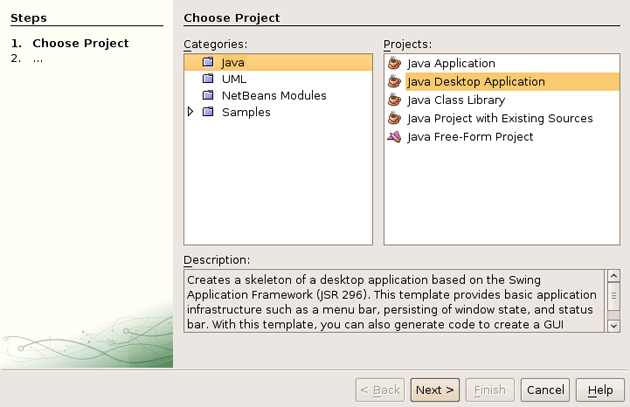 Steps
1. Choose Project
2. ...
Choose Project
Categories:
Java
UML
NetBeans Modules
Samples
Projects:
Java Application
Java Desktop Application
Java Class Library
Java Project with Existing Sources
Java Free-Form Project
Description:
Creates a skeleton of a desktop application based on the Swing
Application Framework (JSR 296). This template provides basic application
infrastructure such as a menu bar, persisting of window state, and status
bar. With this template, you can also generate code to create a GUI
< Back Next > Finish Cancel Help